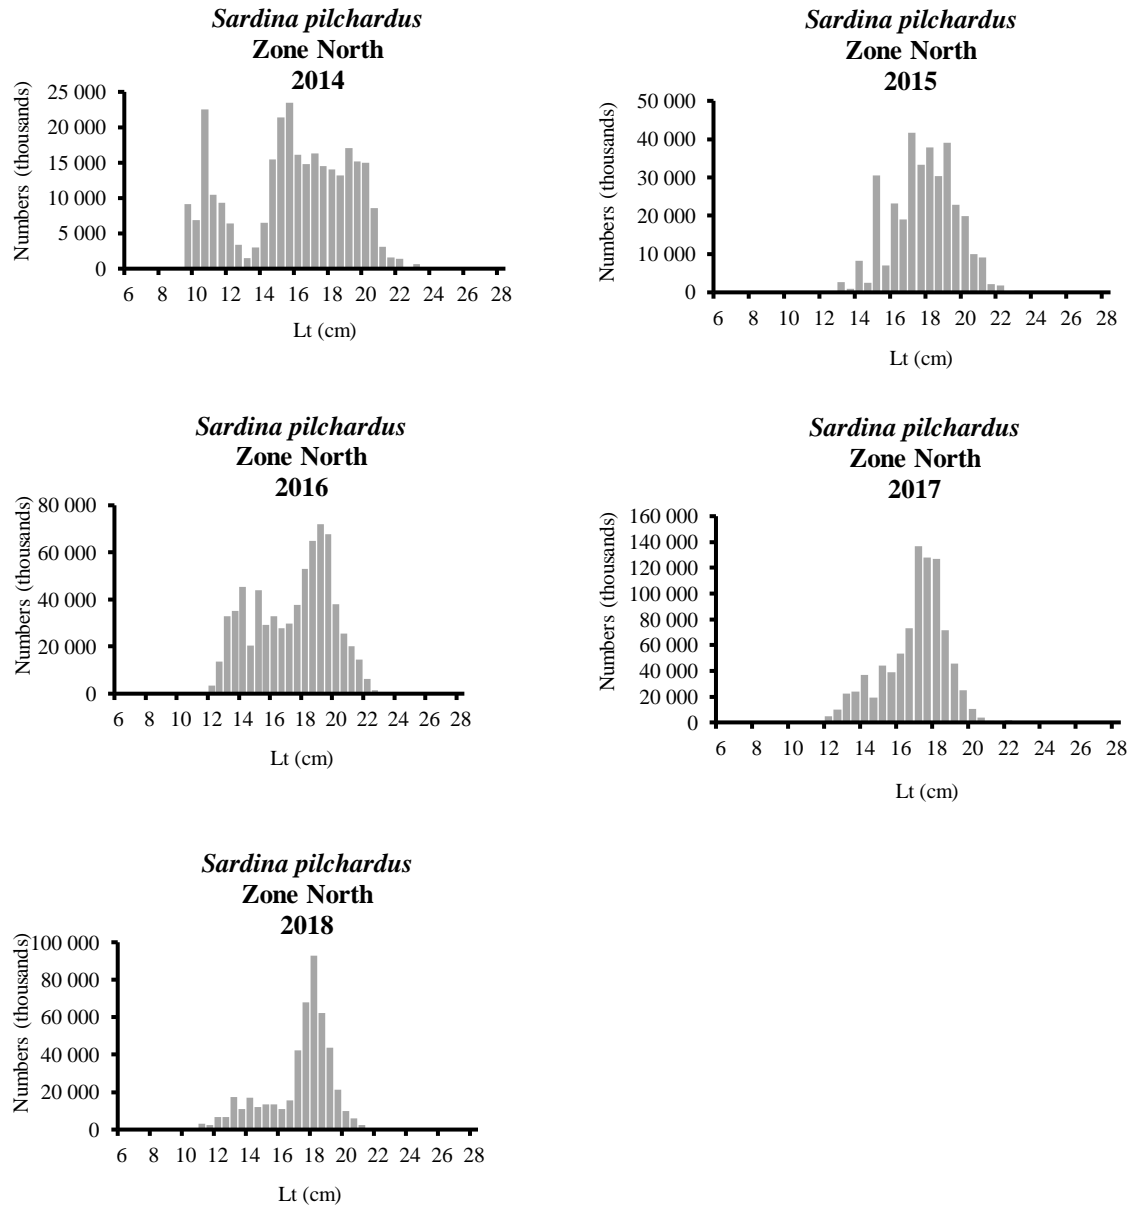 Sardina pilchardus
Zone North
2014
Numbers (thousands)
25 000
20 000
15 000
10 000
5 000
0
6 8 10 12 14 16 18 20 22 24 26 28
Lt (cm)
Sardina pilchardus
Zone North
2015
Numbers (thousands)
50 000
40 000
30 000
20 000
10 000
0
6 8 10 12 14 16 18 20 22 24 26 28
Lt (cm)
Sardina pilchardus
Zone North
2016
Numbers (thousands)
80 000
60 000
40 000
20 000
0
6 8 10 12 14 16 18 20 22 24 26 28
Lt (cm)
Sardina pilchardus
Zone North
2017
Numbers (thousands)
160 000
140 000
120 000
100 000
80 000
60 000
40 000
20 000
0
6 8 10 12 14 16 18 20 22 24 26 28
Lt (cm)
Sardina pilchardus
Zone North
2018
Numbers (thousands)
100 000
80 000
60 000
40 000
20 000
0
6 8 10 12 14 16 18 20 22 24 26 28
Lt (cm)